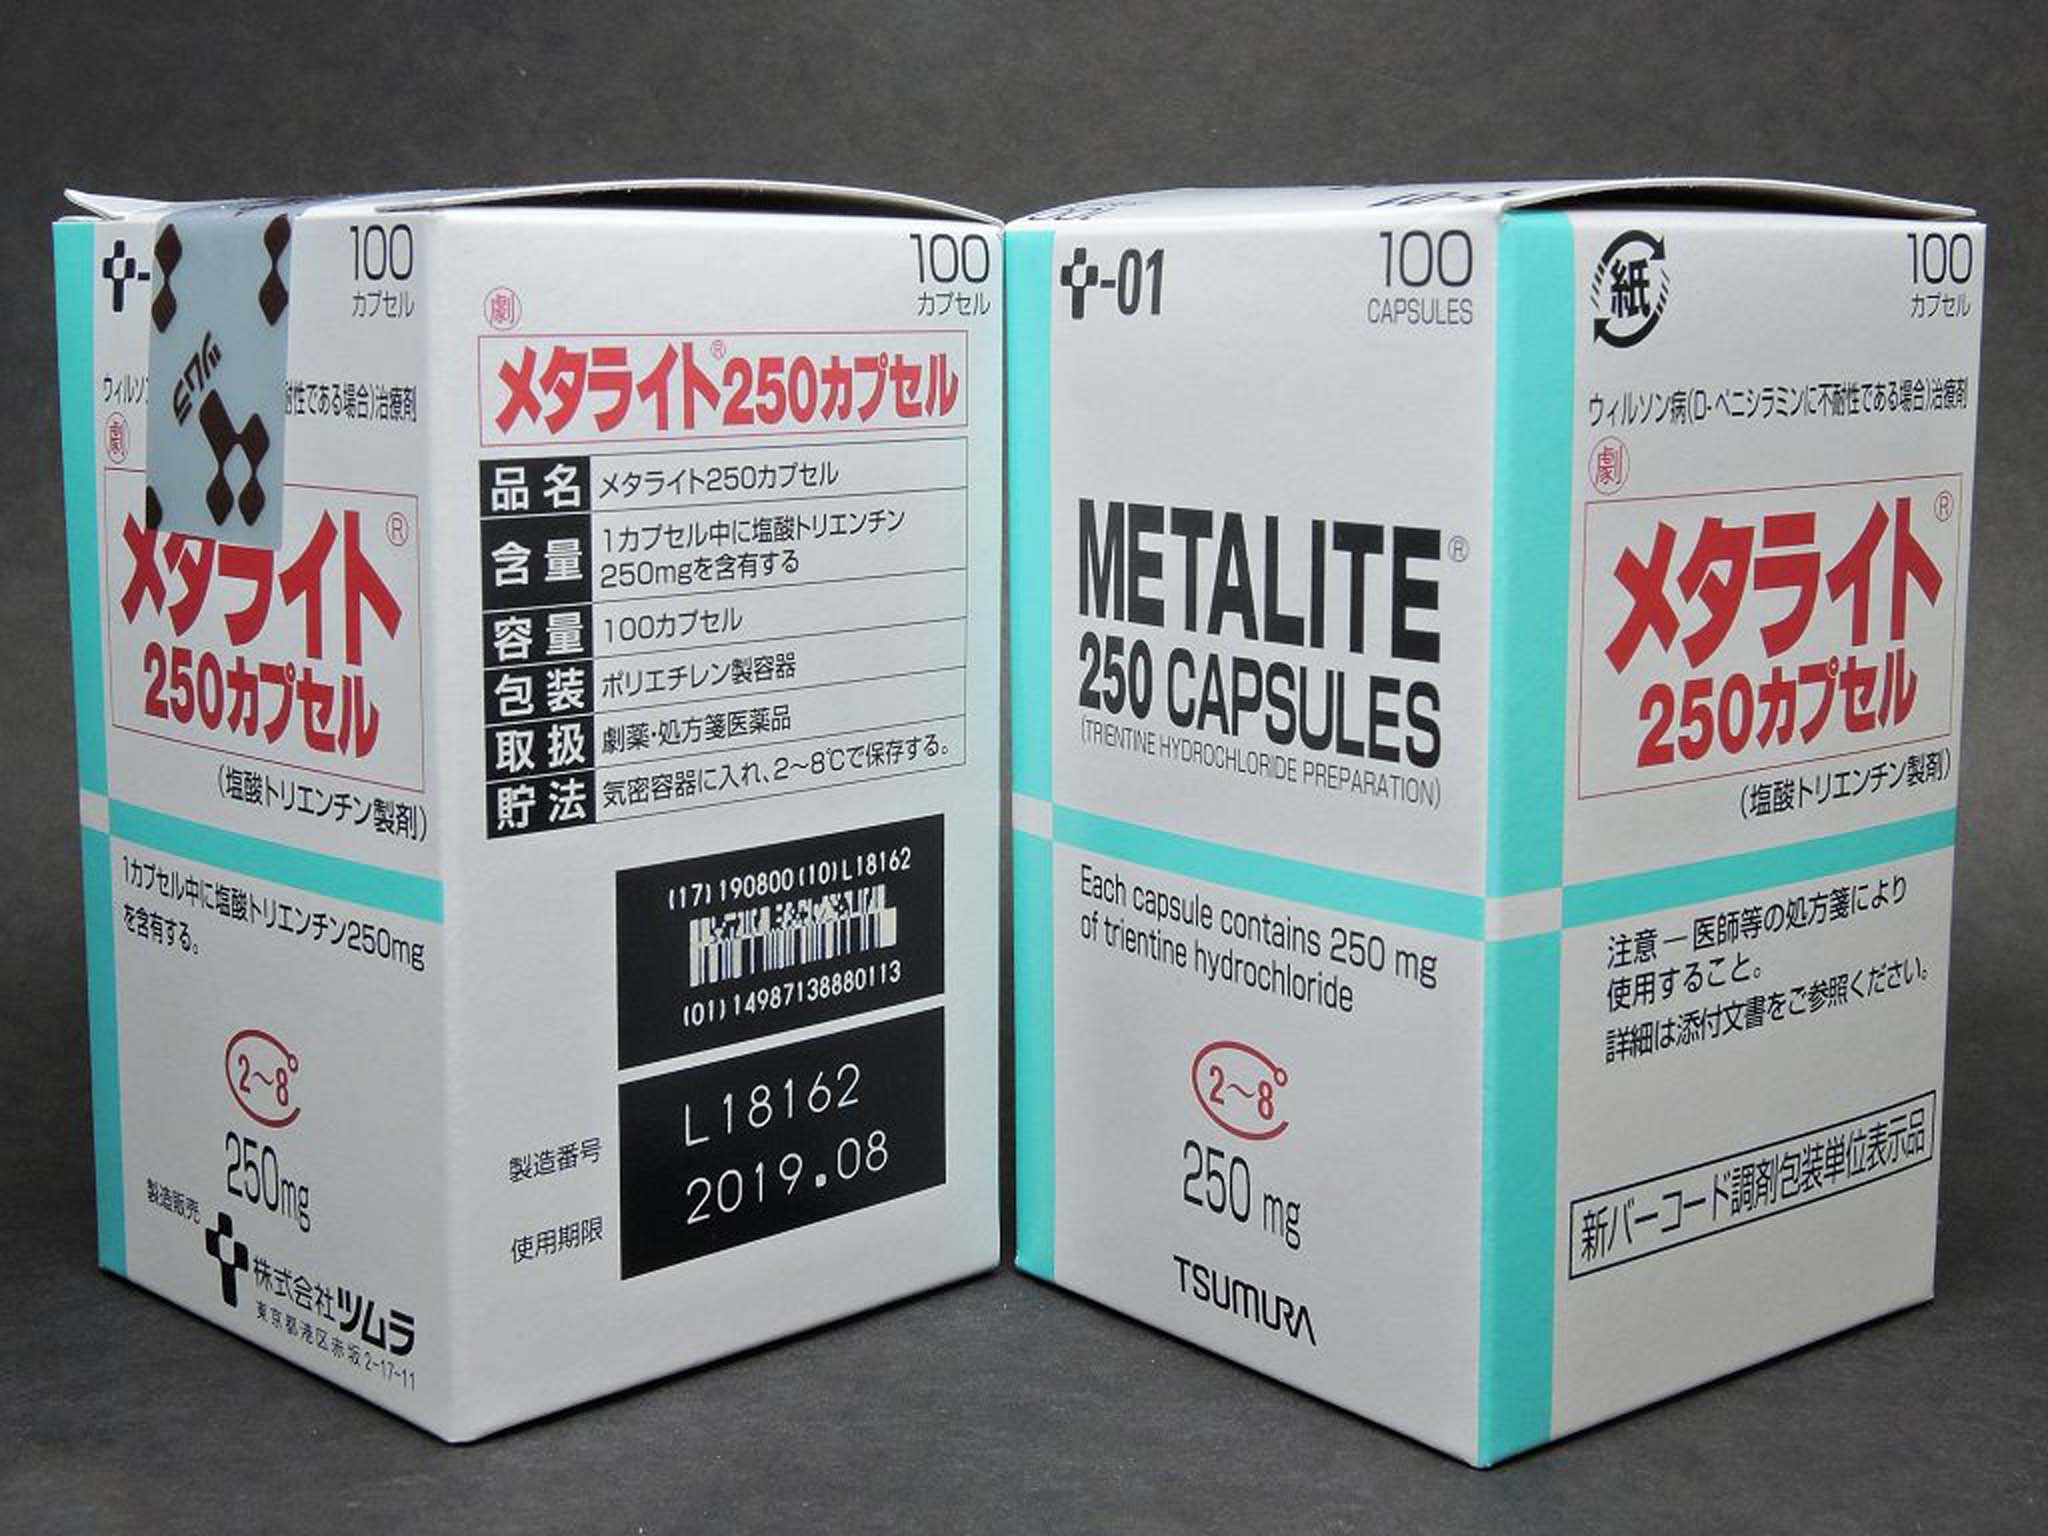 100
カプセル
ツムラ
耐性である場合)治療剤
劇
メタライト®
250カプセル
(塩酸トリエンチン製剤)
1カプセル中に塩酸トリエンチン250mg
を含有する。
2~8°
250mg
製造販売
株式会社ツムラ
東京都港区赤坂2-17-11
100
カプセル
劇
メタライト®250カプセル
品名 メタライト250カプセル
含量 1カプセル中に塩酸トリエンチン
250mgを含有する
容量 100カプセル
包装 ポリエチレン製容器
取扱 劇薬・処方箋医薬品
貯法 気密容器に入れ、2~8℃で保存する。
(17)190800(10)L18162
(01)14987138880113
製造番号 L18162
使用期限 2019.08
-01
100
CAPSULES
METALITE®
250 CAPSULES
(TRIENTINE HYDROCHLORIDE PREPARATION)
Each capsule contains 250 mg
of trientine hydrochloride
2~8°
250 mg
TSUMURA
紙
100
カプセル
ウィルソン病(D-ペニシラミンに不耐性である場合)治療剤
劇
メタライト®
250カプセル
(塩酸トリエンチン製剤)
注意ー医師等の処方箋により
使用すること。
詳細は添付文書をご参照ください。
新バーコード調剤包装単位表示品